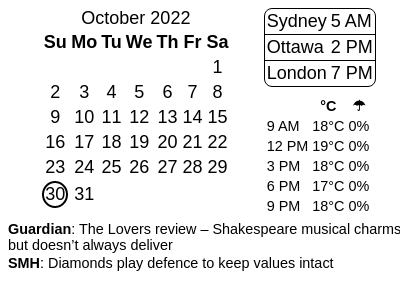 October 2022
Su Mo Tu We Th Fr Sa
1
2 3 4 5 6 7 8
9 10 11 12 13 14 15
16 17 18 19 20 21 22
23 24 25 26 27 28 29
30 31
Sydney 5 AM
Ottawa 2 PM
London 7 PM
°C ☂
9 AM 18°C 0%
12 PM 19°C 0%
3 PM 18°C 0%
6 PM 17°C 0%
9 PM 18°C 0%
Guardian: The Lovers review – Shakespeare musical charms
but doesn’t always deliver
SMH: Diamonds play defence to keep values intact